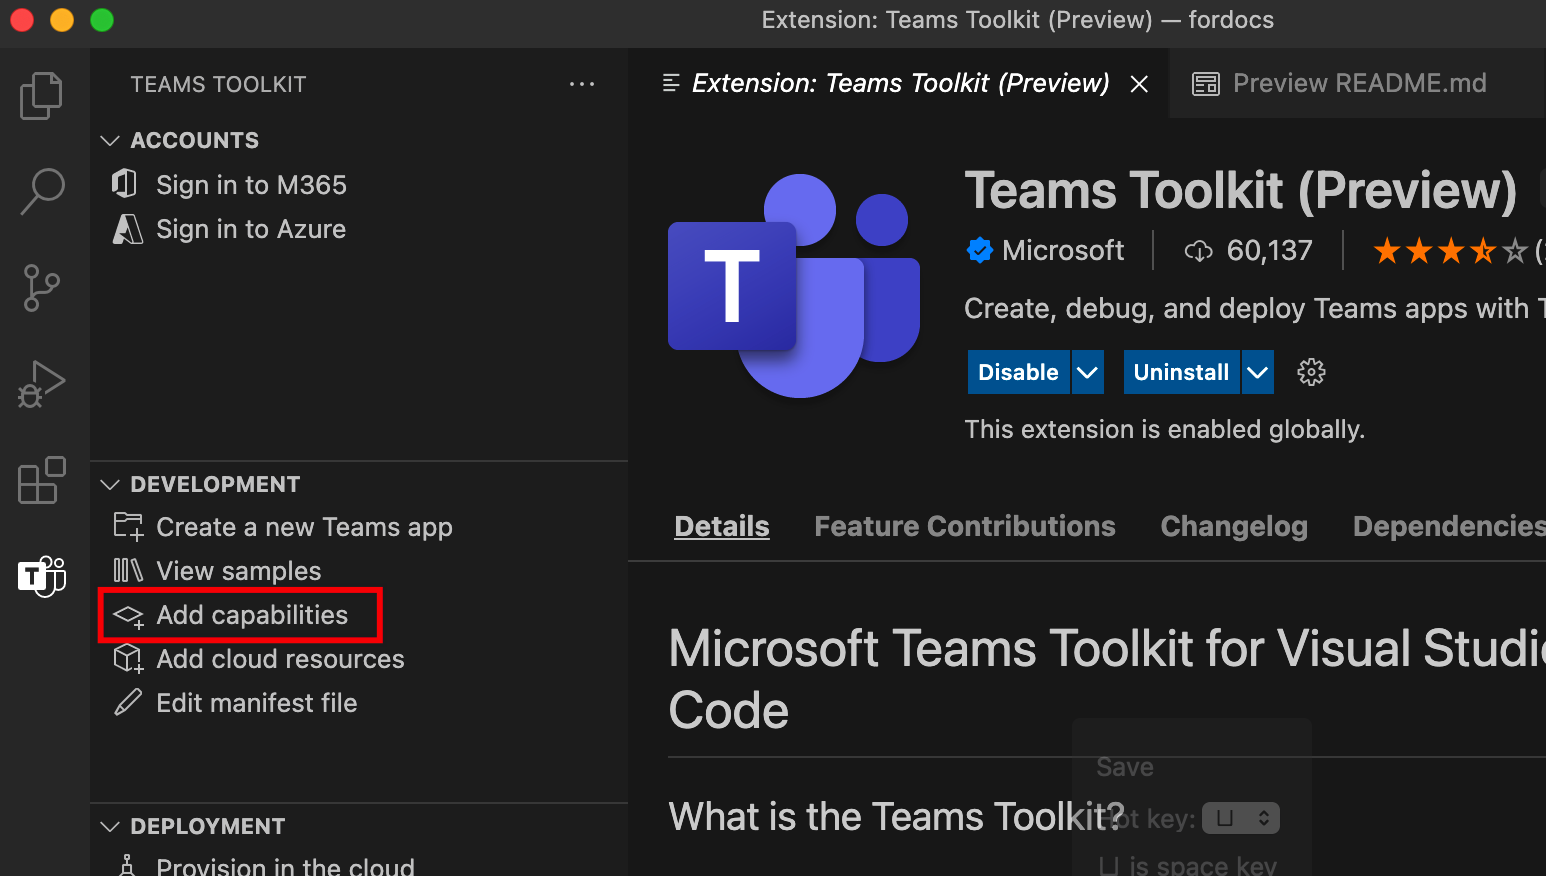 Extension: Teams Toolkit (Preview) — fordocs
TEAMS TOOLKIT
ACCOUNTS
Sign in to M365
Sign in to Azure
DEVELOPMENT
Create a new Teams app
View samples
Add capabilities
Add cloud resources
Edit manifest file
DEPLOYMENT
Provision in the cloud
Extension: Teams Toolkit (Preview)
Preview README.md
T
T
Teams Toolkit (Preview)
Microsoft
60,137
Create, debug, and deploy Teams apps with
Disable
Uninstall
This extension is enabled globally.
Details
Feature Contributions
Changelog
Dependencies
Microsoft Teams Toolkit for Visual Studio
Code
What is the Teams Toolkit?
Save
Hot key: ⌴
⌴ is space key